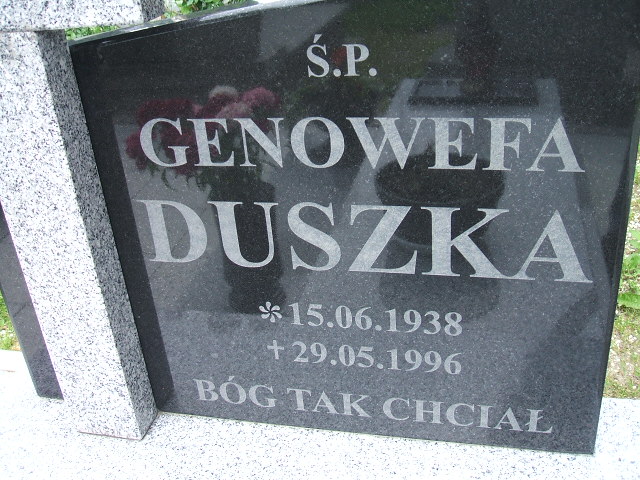 Ś.P.
GENOWEFA
DUSZKA
* 15.06.1938
✝ 29.05.1996
BÓG TAK CHCIAŁ